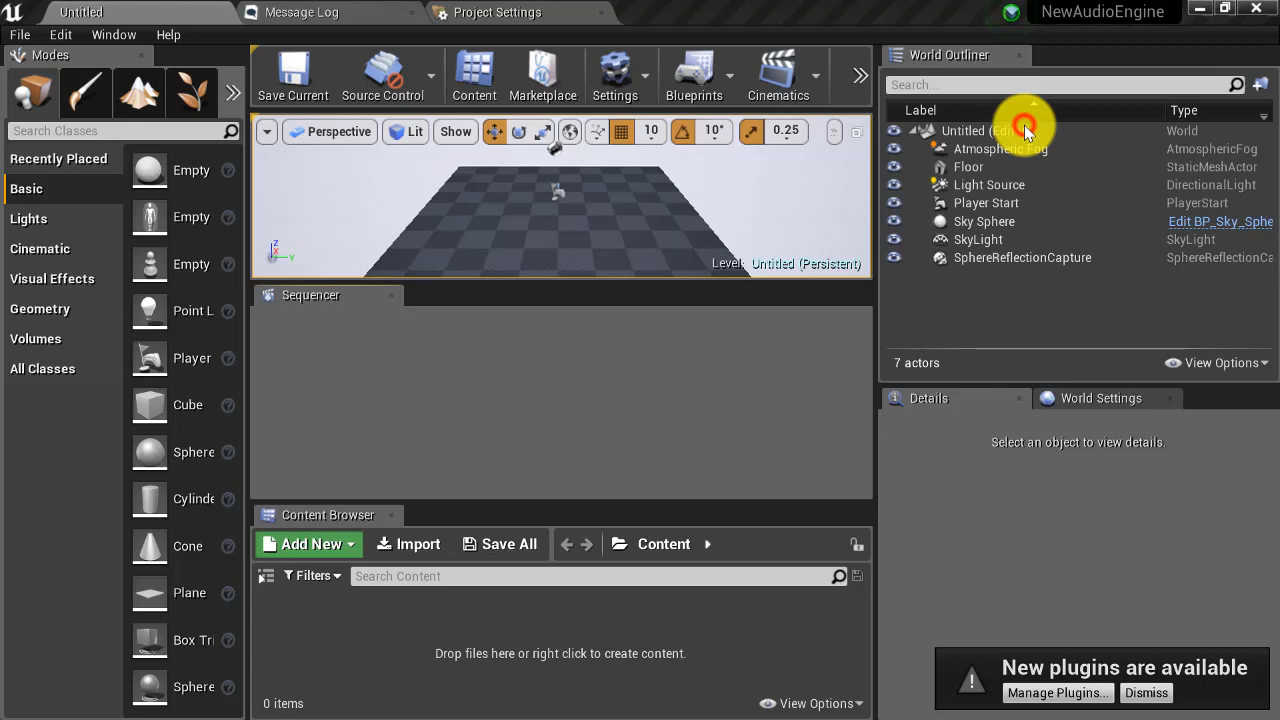 Untitled
Message Log
Project Settings
NewAudioEngine
File
Edit
Window
Help
Modes
Search Classes
Recently Placed
Basic
Lights
Cinematic
Visual Effects
Geometry
Volumes
All Classes
Empty
Empty
Empty
Point L
Player
Cube
Sphere
Cylinde
Cone
Plane
Box Tri
Sphere
Save Current
Source Control
Content
Marketplace
Settings
Blueprints
Cinematics
Perspective
Lit
Show
10
10°
0.25
Z
X
Y
Level: Untitled (Persistent)
Sequencer
Content Browser
Add New
Import
Save All
Content
Filters
Search Content
Drop files here or right click to create content.
0 items
View Options
World Outliner
Search...
Label
Type
Untitled
World
Atmospheric Fog
AtmosphericFog
Floor
StaticMeshActor
Light Source
DirectionalLight
Player Start
PlayerStart
Sky Sphere
Edit BP_Sky_Sphe
SkyLight
SkyLight
SphereReflectionCapture
SphereReflectionCa
7 actors
View Options
Details
World Settings
Select an object to view details.
New plugins are available
Manage Plugins...
Dismiss